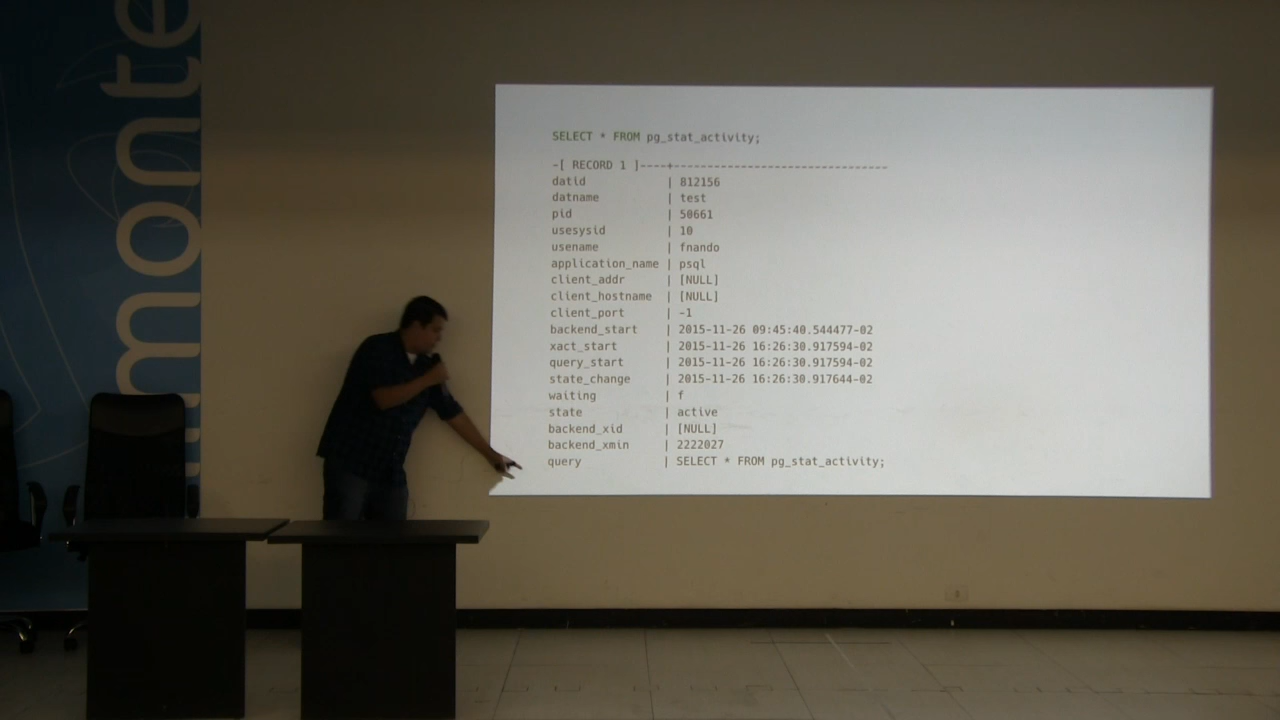 monte
SELECT * FROM pg_stat_activity;
-[ RECORD 1 ]----+--------------------------------
datid | 812156
datname | test
pid | 50661
usesysid | 10
usename | fnando
application_name | psql
client_addr | [NULL]
client_hostname | [NULL]
client_port | -1
backend_start | 2015-11-26 09:45:40.544477-02
xact_start | 2015-11-26 16:26:30.917594-02
query_start | 2015-11-26 16:26:30.917594-02
state_change | 2015-11-26 16:26:30.917644-02
waiting | f
state | active
backend_xid | [NULL]
backend_xmin | 2222027
query | SELECT * FROM pg_stat_activity;